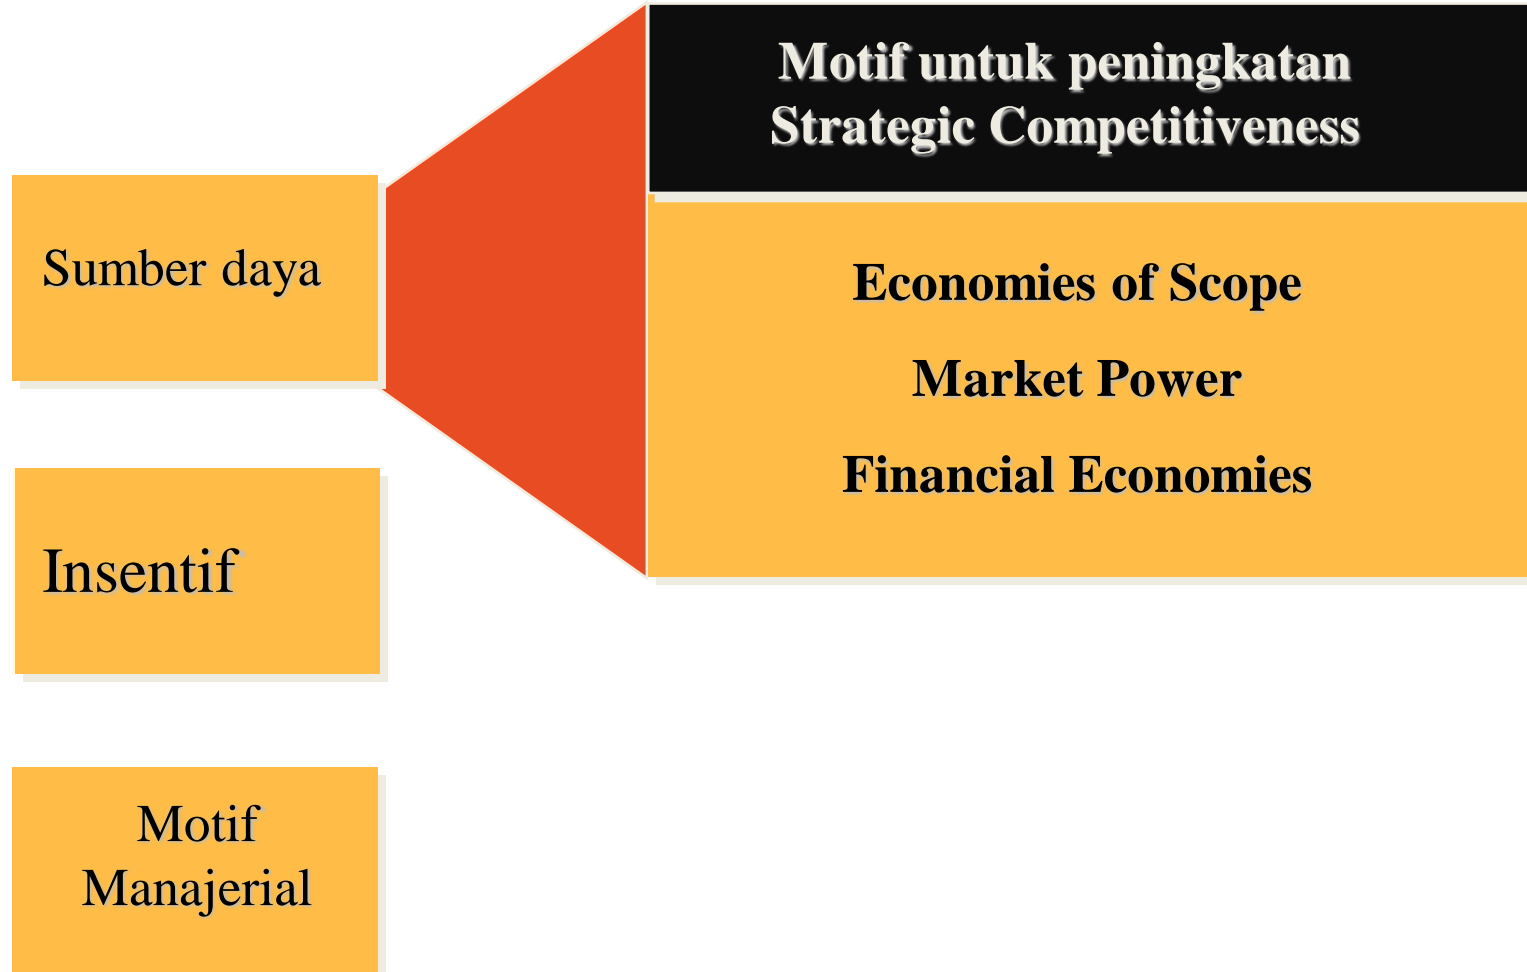 Motif untuk peningkatan
Strategic Competitiveness
Sumber daya
Economies of Scope
Market Power
Financial Economies
Insentif
Motif
Manajerial